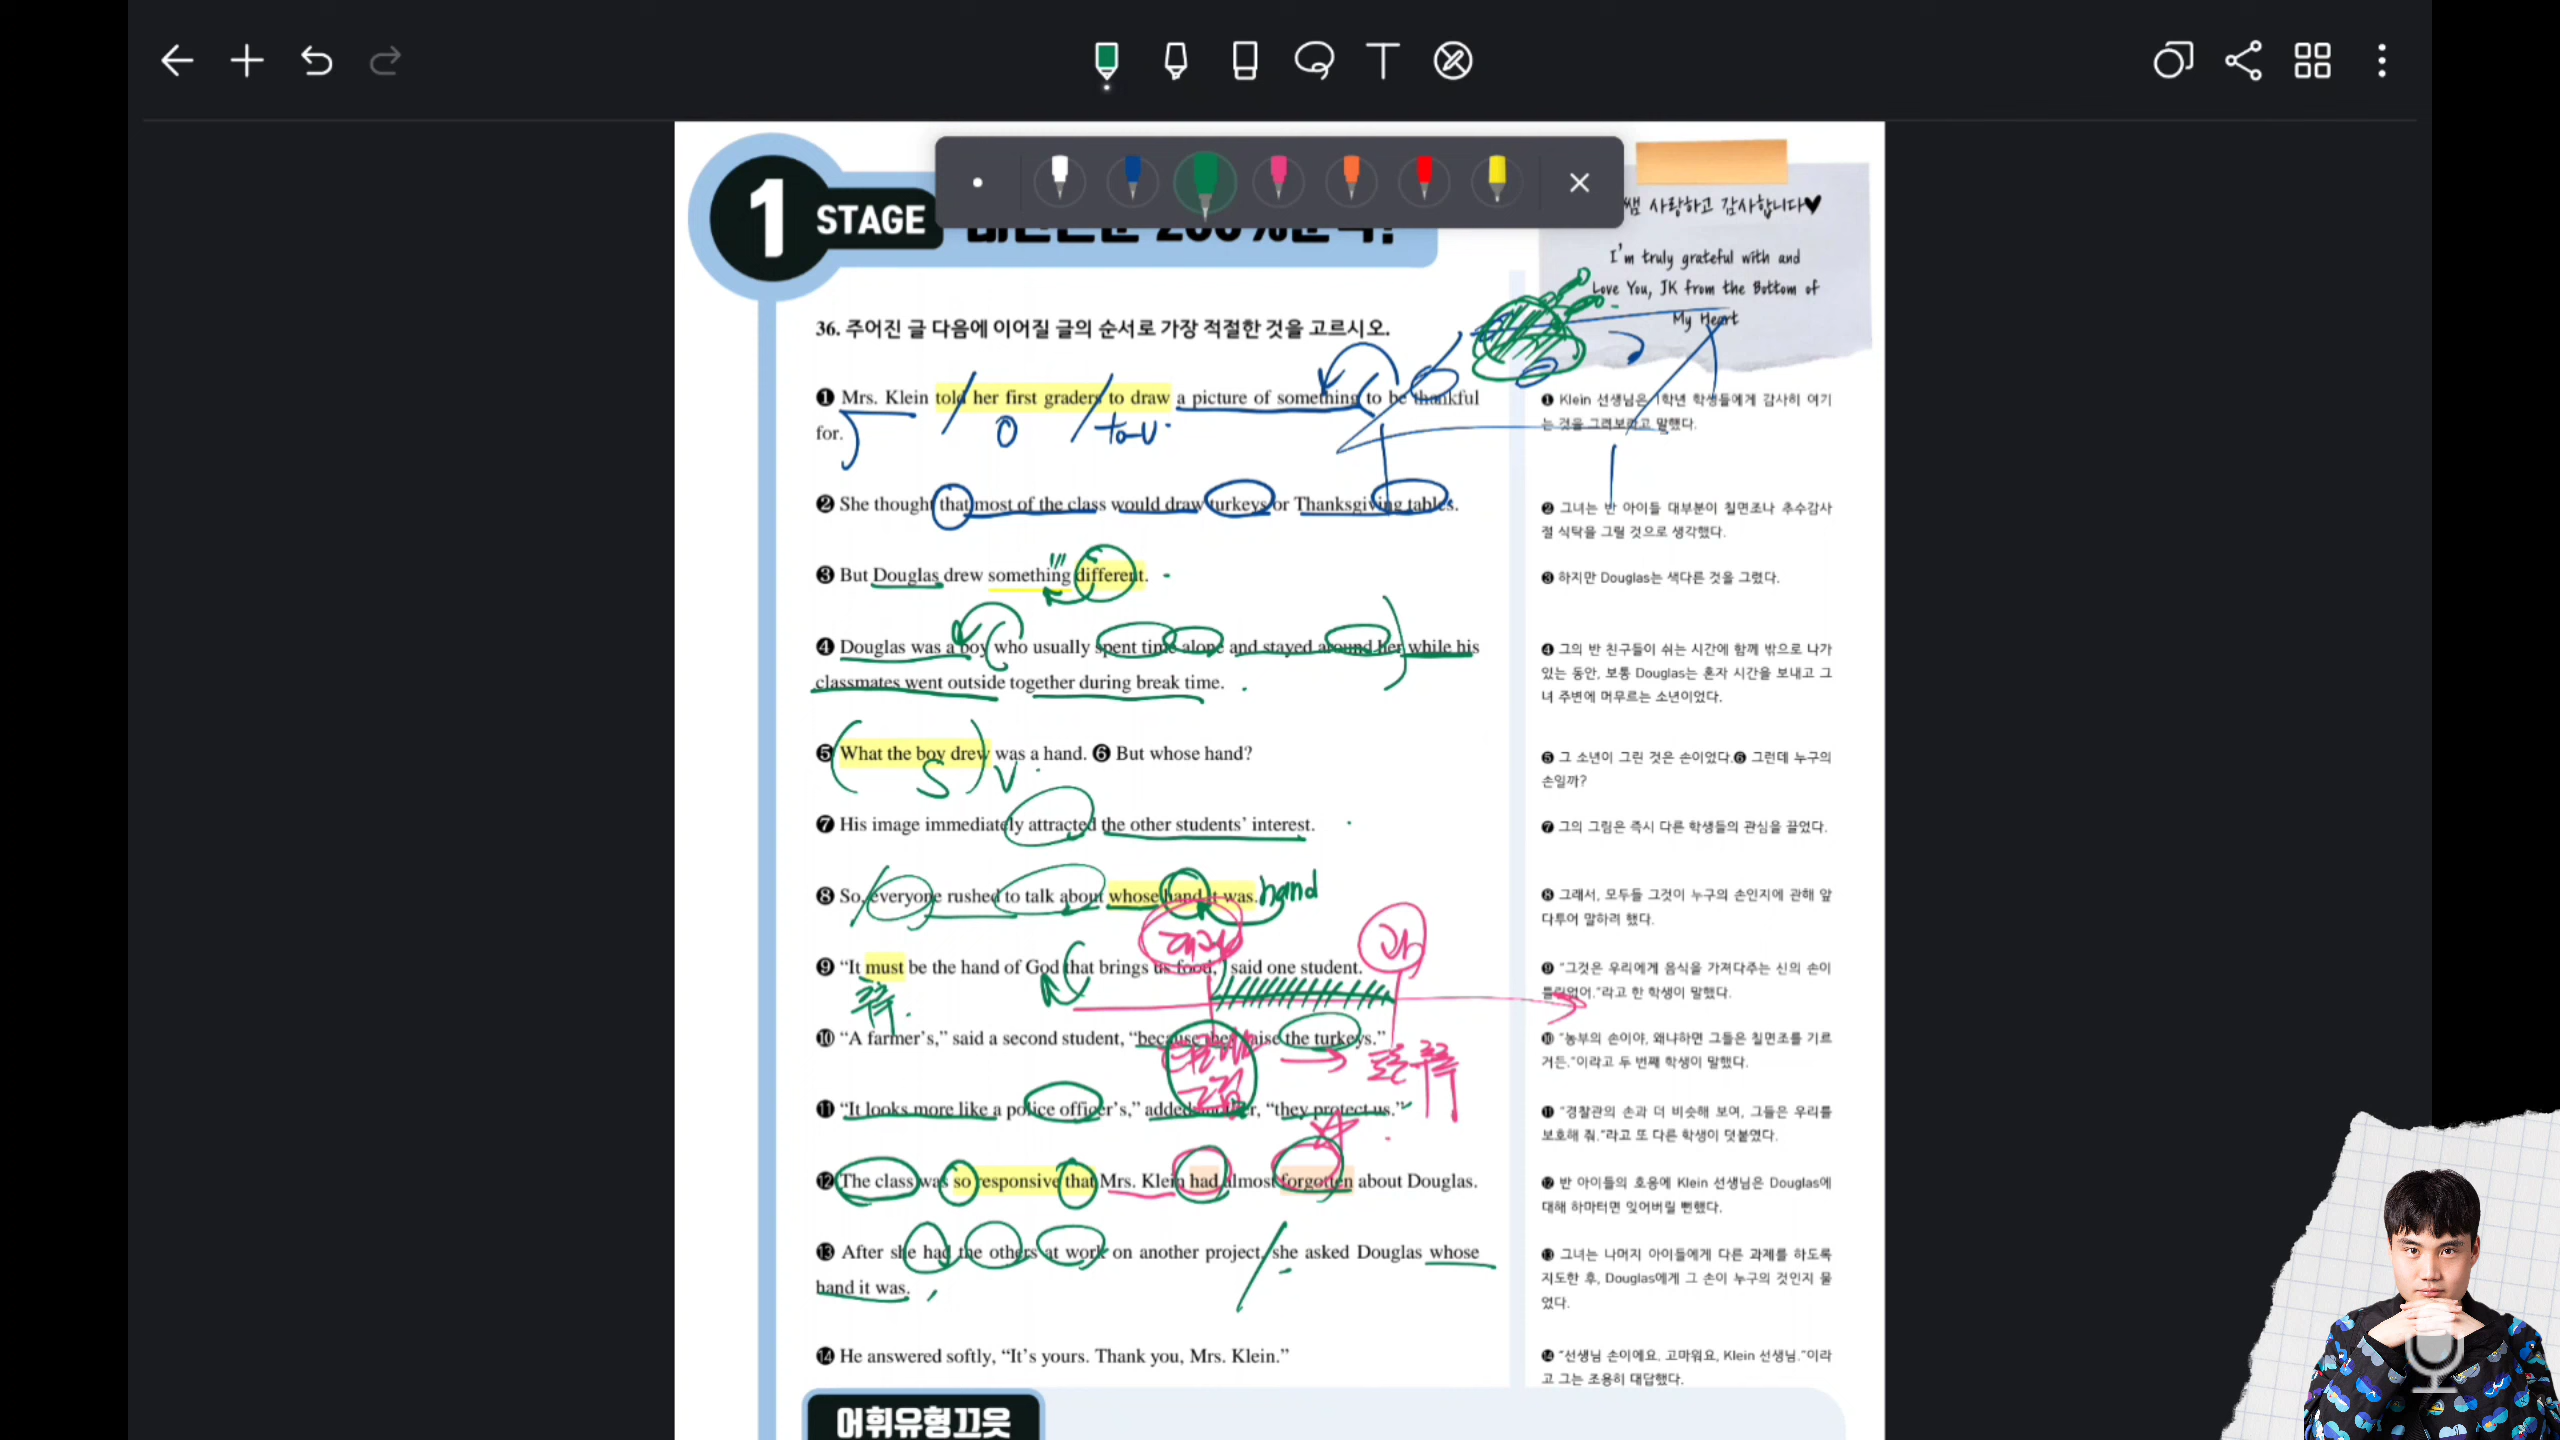 1 STAGE
쌤 사랑하고 감사합니다♥
I'm truly grateful with and
Love You, JK from the Bottom of
My Heart
36. 주어진 글 다음에 이어질 글의 순서로 가장 적절한 것을 고르시오.
❶ Mrs. Klein told her first graders to draw a picture of something to be thankful
for.
O to-v.
❷ She thought that most of the class would draw turkeys or Thanksgiving tables.
❸ But Douglas drew something different.
❹ Douglas was a boy who usually spent time alone and stayed around her while his
classmates went outside together during break time.
❺ What the boy drew was a hand. ❻ But whose hand?
S V
❼ His image immediately attracted the other students' interest.
❽ So, everyone rushed to talk about whose hand it was. hand
❾ "It must be the hand of God that brings us food," said one student.
❿ "A farmer's," said a second student, "because they raise the turkeys."
⓫ "It looks more like a police officer's," added another, "they protect us."
⓬ The class was so responsive that Mrs. Klein had almost forgotten about Douglas.
⓭ After she had the others at work on another project, she asked Douglas whose
hand it was.
⓮ He answered softly, "It's yours. Thank you, Mrs. Klein."
❶ Klein 선생님은 1학년 학생들에게 감사히 여기
는 것을 그려보라고 말했다.
❷ 그녀는 반 아이들 대부분이 칠면조나 추수감사
절 식탁을 그릴 것으로 생각했다.
❸ 하지만 Douglas는 색다른 것을 그렸다.
❹ 그의 반 친구들이 쉬는 시간에 함께 밖으로 나가
있는 동안, 보통 Douglas는 혼자 시간을 보내고 그
녀 주변에 머무르는 소년이었다.
❺ 그 소년이 그린 것은 손이었다.❻ 그런데 누구의
손일까?
❼ 그의 그림은 즉시 다른 학생들의 관심을 끌었다.
❽ 그래서, 모두들 그것이 누구의 손인지에 관해 앞
다투어 말하려 했다.
❾ "그것은 우리에게 음식을 가져다주는 신의 손이
틀림없어."라고 한 학생이 말했다.
❿ "농부의 손이야, 왜냐하면 그들은 칠면조를 기르
거든."이라고 두 번째 학생이 말했다.
⓫ "경찰관의 손과 더 비슷해 보여, 그들은 우리를
보호해 줘."라고 또 다른 학생이 덧붙였다.
⓬ 반 아이들의 호응에 Klein 선생님은 Douglas에
대해 하마터면 잊어버릴 뻔했다.
⓭ 그녀는 나머지 아이들에게 다른 과제를 하도록
지도한 후, Douglas에게 그 손이 누구의 것인지 물
었다.
⓮ "선생님 손이에요. 고마워요, Klein 선생님."이라
고 그는 조용히 대답했다.
어휘유형끄읏